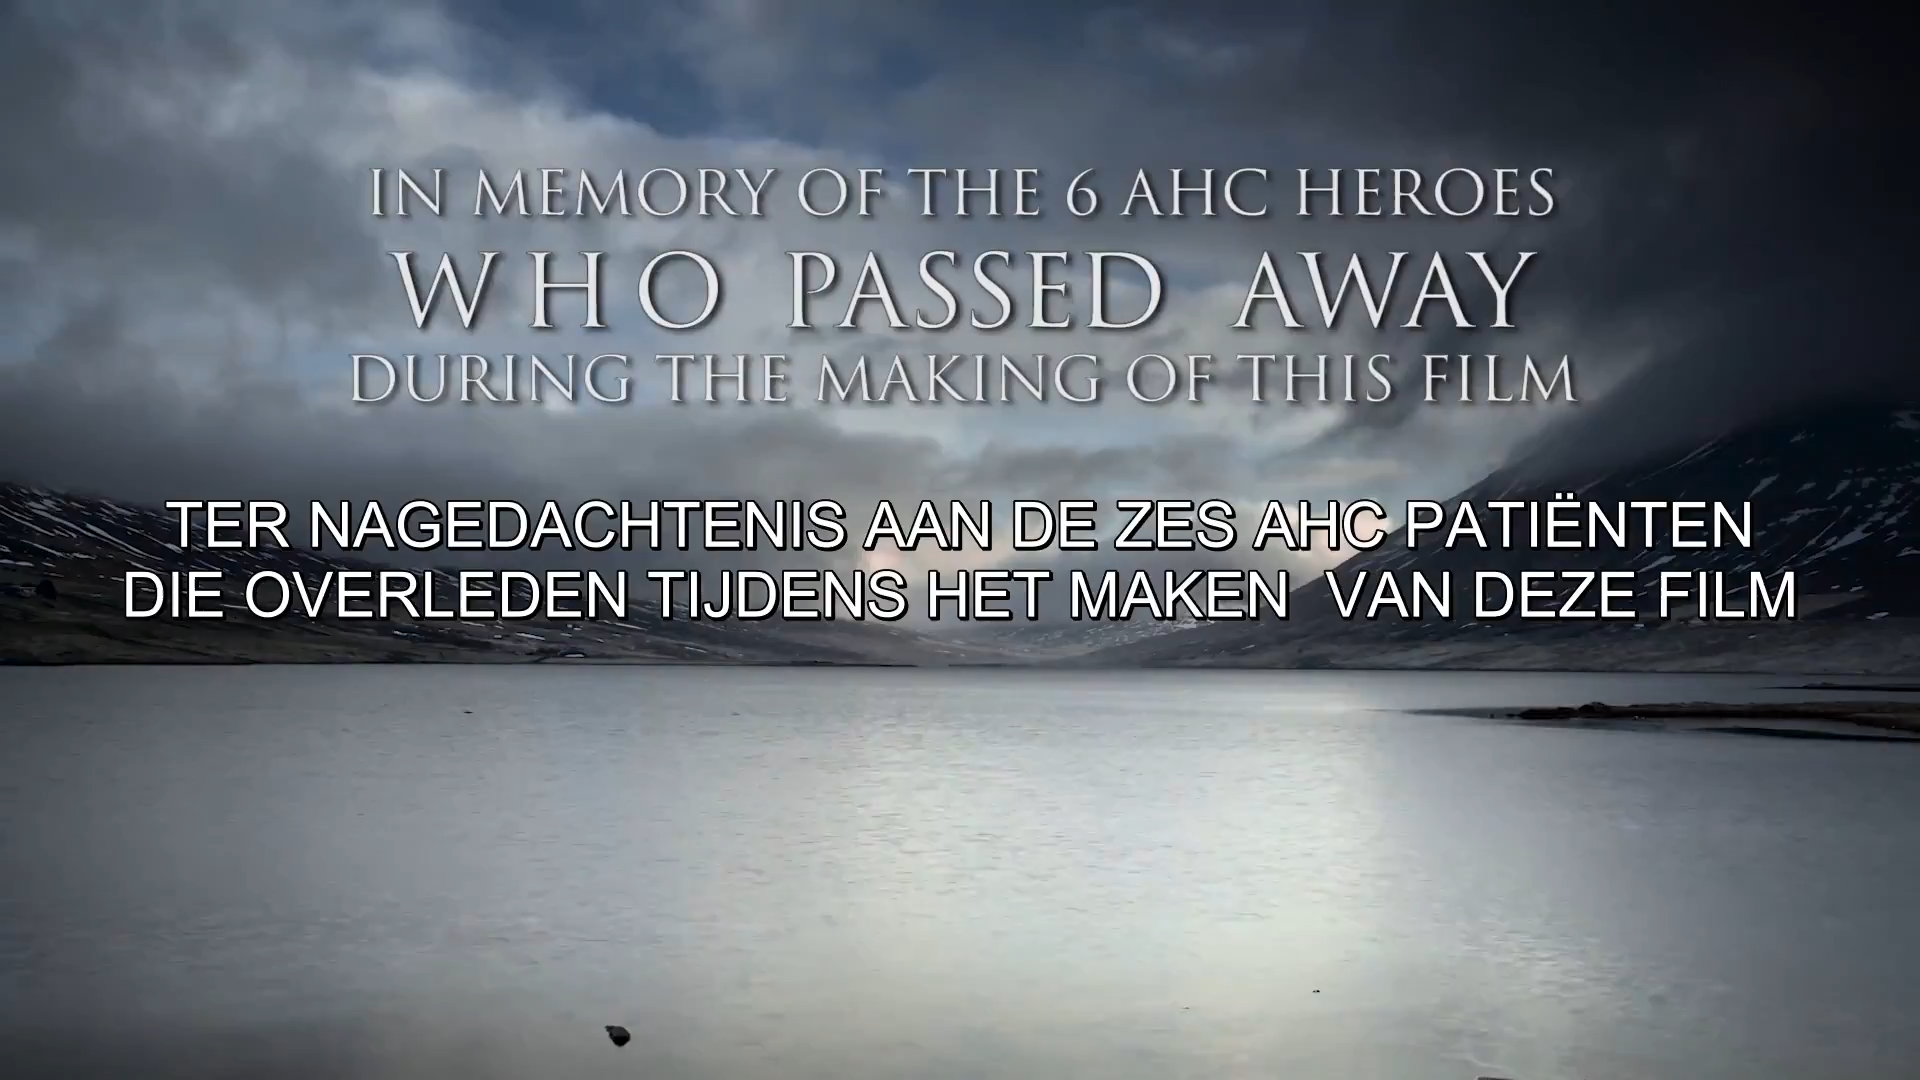 IN MEMORY OF THE 6 AHC HEROES
WHO PASSED AWAY
DURING THE MAKING OF THIS FILM
TER NAGEDACHTENIS AAN DE ZES AHC PATIËNTEN
DIE OVERLEDEN TIJDENS HET MAKEN  VAN DEZE FILM